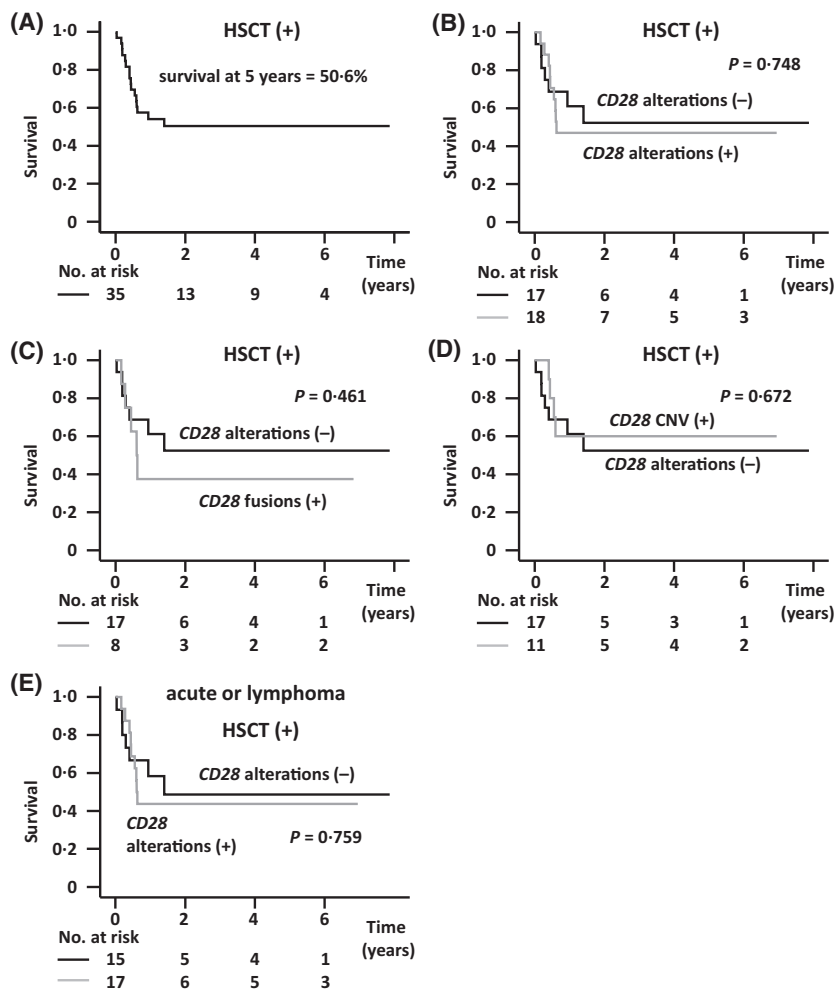 (A)
HSCT (+)
survival at 5 years = 50·6%
Survival
1·0
0·8
0·6
0·4
0·2
0
0 2 4 6 Time (years)
No. at risk
35 13 9 4
(B)
HSCT (+)
P = 0·748
CD28 alterations (–)
CD28 alterations (+)
Survival
1·0
0·8
0·6
0·4
0·2
0
0 2 4 6 Time (years)
No. at risk
17 6 4 1
18 7 5 3
(C)
HSCT (+)
P = 0·461
CD28 alterations (–)
CD28 fusions (+)
Survival
1·0
0·8
0·6
0·4
0·2
0
0 2 4 6 Time (years)
No. at risk
17 6 4 1
8 3 2 2
(D)
HSCT (+)
P = 0·672
CD28 CNV (+)
CD28 alterations (–)
Survival
1·0
0·8
0·6
0·4
0·2
0
0 2 4 6 Time (years)
No. at risk
17 5 3 1
11 5 4 2
(E)
acute or lymphoma
HSCT (+)
CD28 alterations (–)
CD28
alterations (+)
P = 0·759
Survival
1·0
0·8
0·6
0·4
0·2
0
0 2 4 6 Time (years)
No. at risk
15 5 4 1
17 6 5 3